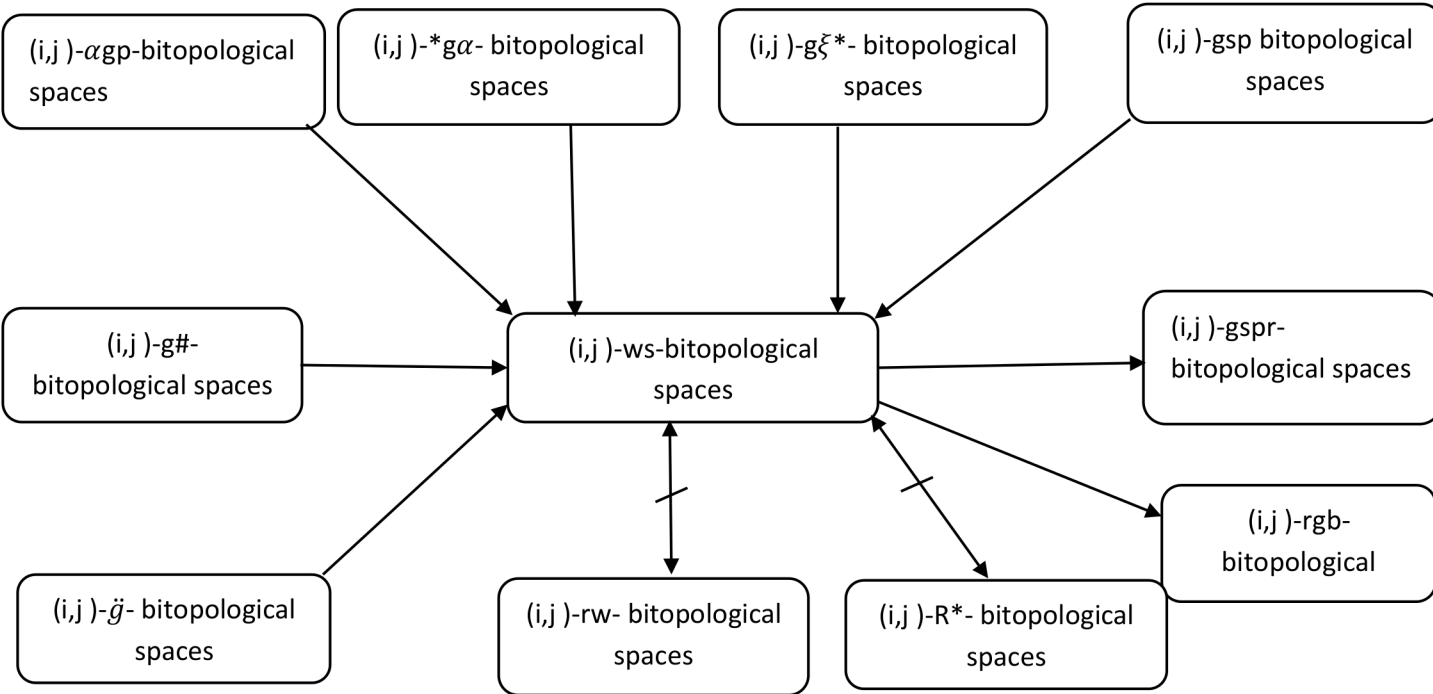 (i,j )-αgp-bitopological
spaces
(i,j )-*gα- bitopological
spaces
(i,j )-gξ*- bitopological
spaces
(i,j )-gsp bitopological
spaces
(i,j )-g#-
bitopological spaces
(i,j )-ws-bitopological
spaces
(i,j )-gspr-
bitopological spaces
(i,j )-rgb-
bitopological
(i,j )-g̈- bitopological
spaces
(i,j )-rw- bitopological
spaces
(i,j )-R*- bitopological
spaces